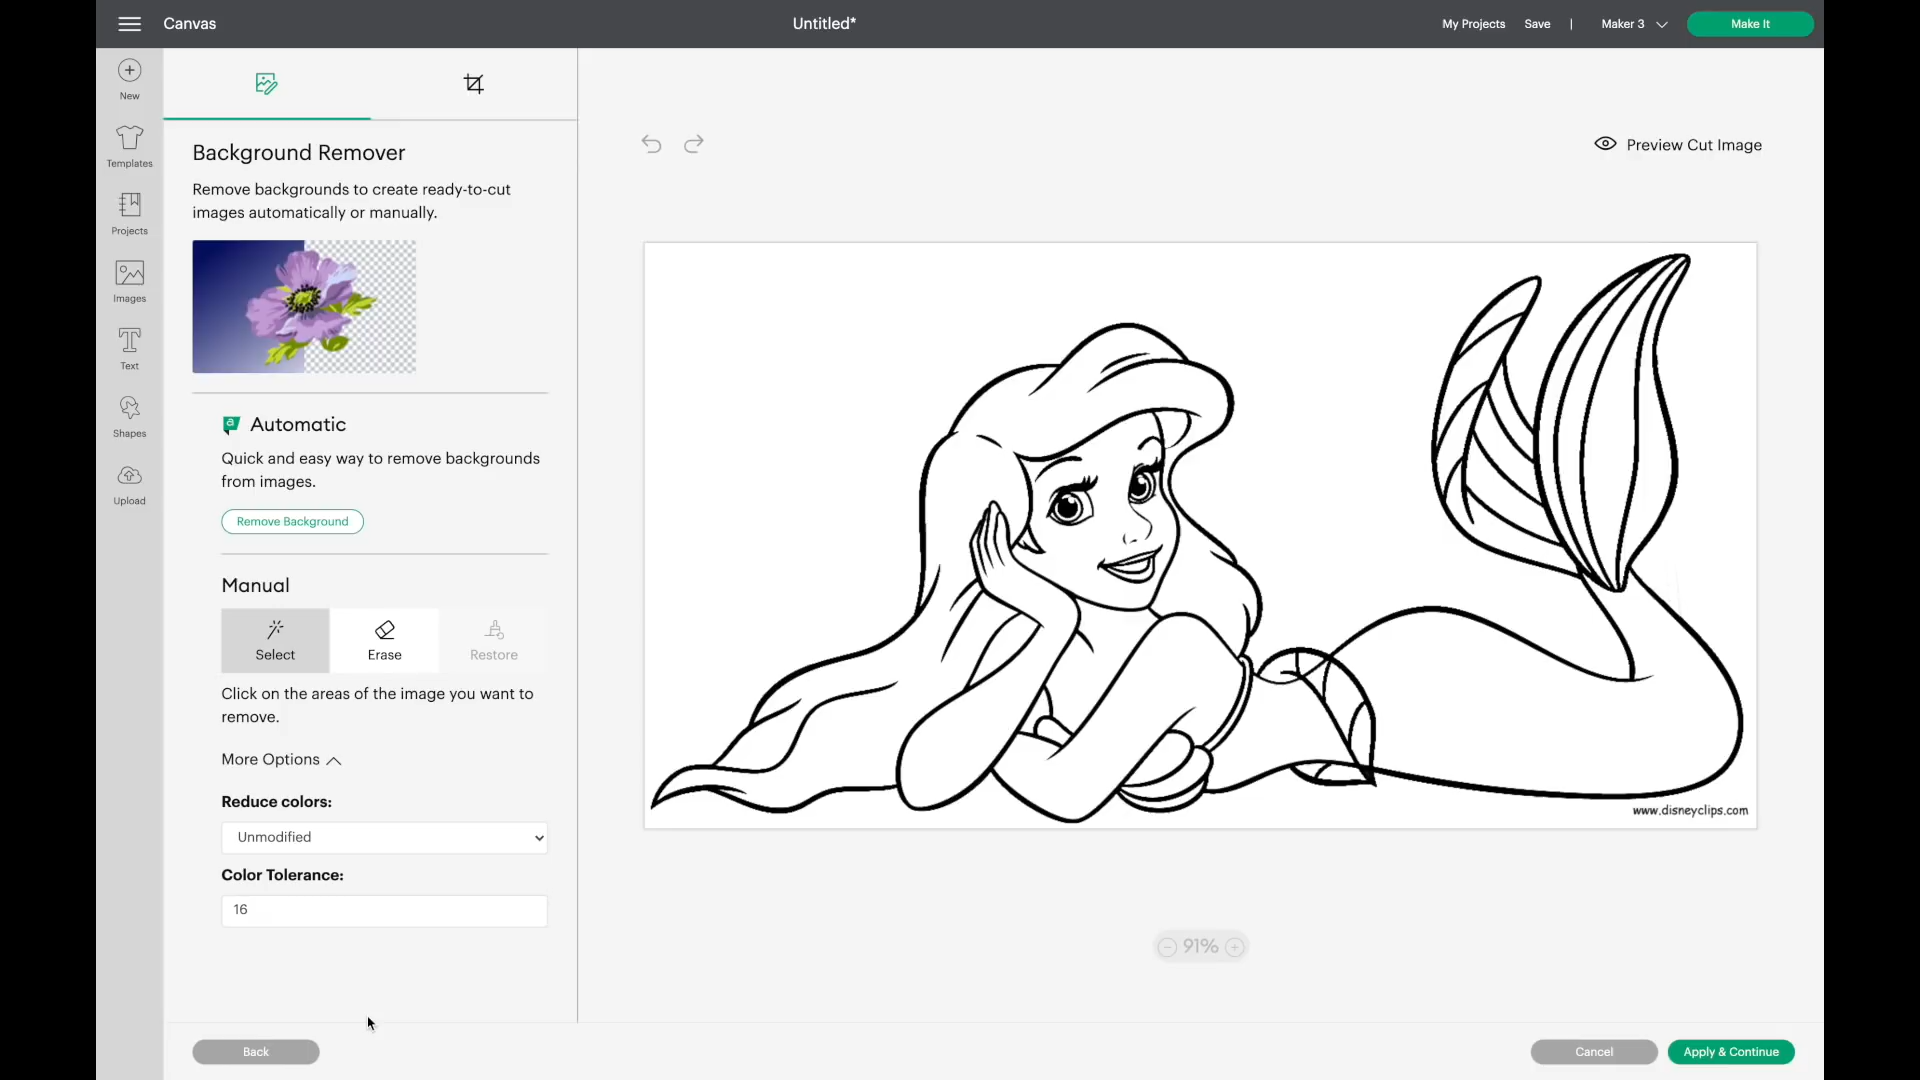 Canvas
Untitled*
My Projects
Save
|
Maker 3
Make It
New
Templates
Projects
Images
Text
Shapes
Upload
Background Remover
Remove backgrounds to create ready-to-cut
images automatically or manually.
a
Automatic
Quick and easy way to remove backgrounds
from images.
Remove Background
Manual
Select
Erase
Restore
Click on the areas of the image you want to
remove.
More Options
Reduce colors:
Unmodified
Color Tolerance:
16
Preview Cut Image
www.disneyclips.com
91%
Back
Cancel
Apply & Continue